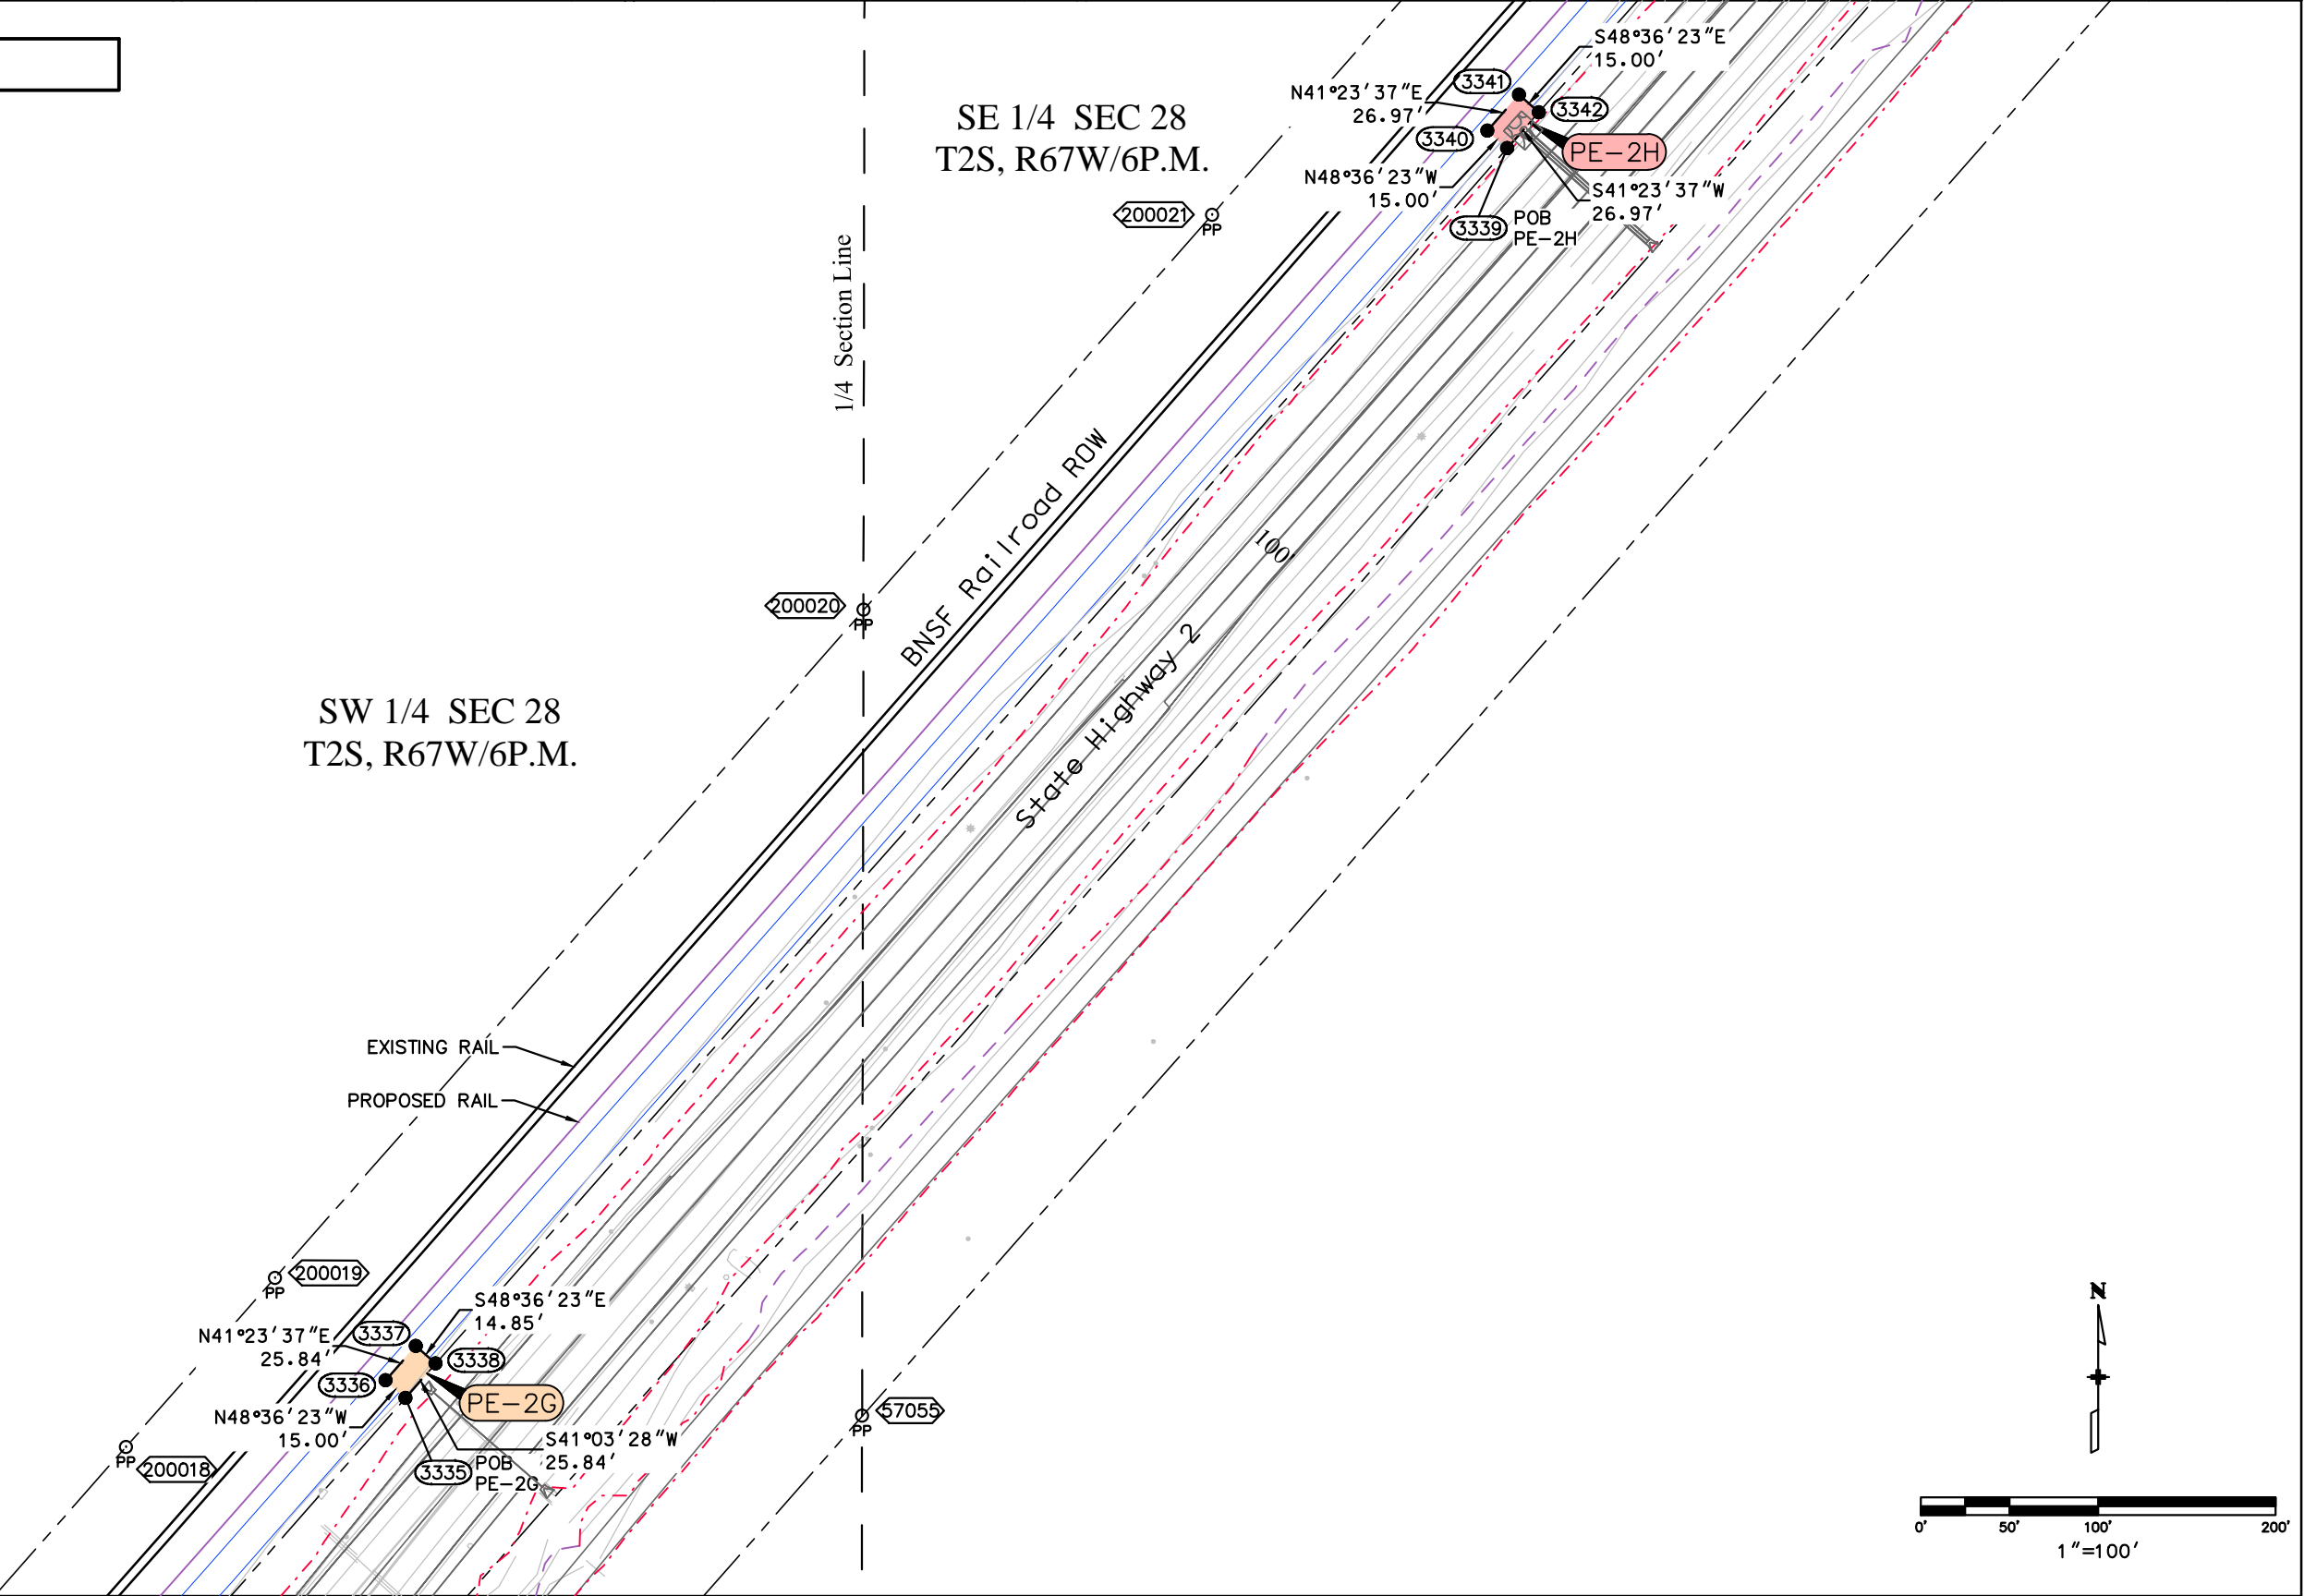 S48°36'23"E
15.00'
3341
N41°23'37"E
26.97'
3342
3340
PE-2H
SE 1/4 SEC 28
T2S, R67W/6P.M.
N48°36'23"W
15.00'
S41°23'37"W
26.97'
200021
PP
3339
POB
PE-2H
1/4 Section Line
BNSF Railroad ROW
100'
200020
PP
State Highway 2
SW 1/4 SEC 28
T2S, R67W/6P.M.
EXISTING RAIL
PROPOSED RAIL
200019
PP
S48°36'23"E
14.85'
N41°23'37"E
25.84'
3337
3338
3336
PE-2G
N48°36'23"W
15.00'
S41°03'28"W
25.84'
200018
PP
3335
POB
PE-2G
57055
PP
N
0' 50' 100' 200'
1"=100'